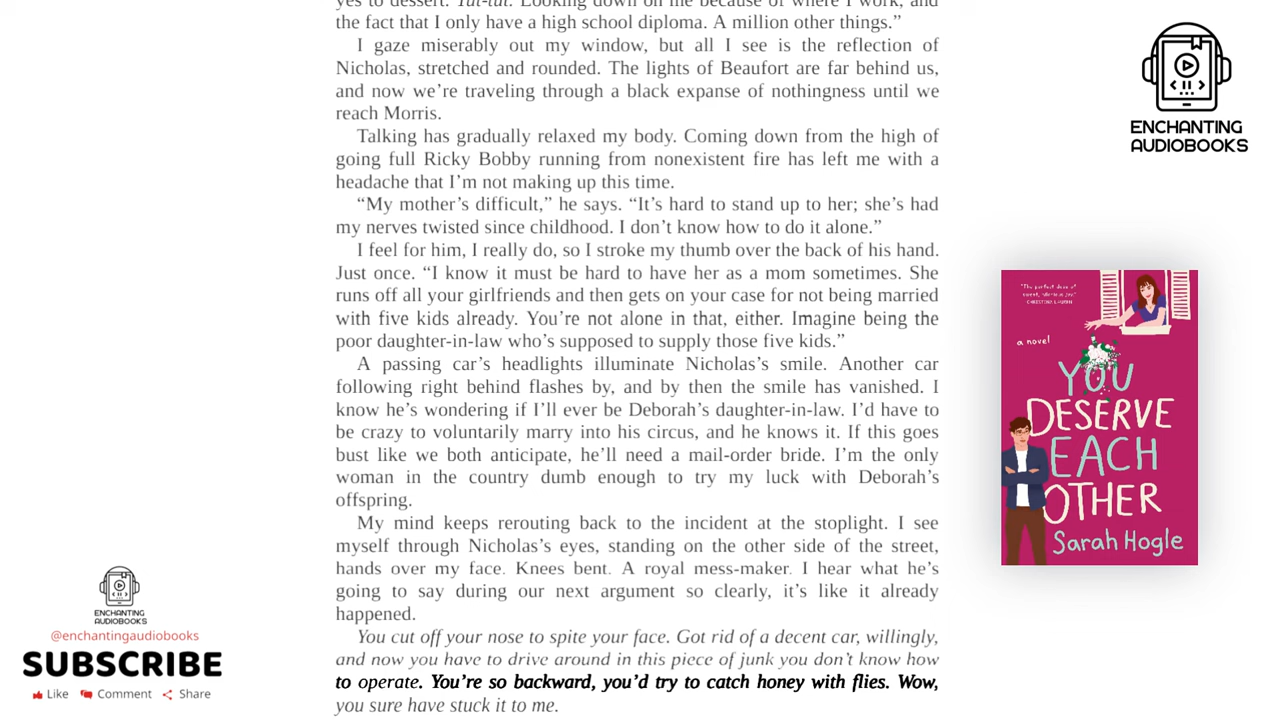 yes to dessert. Tut-tut. Looking down on me because of where I work, and
the fact that I only have a high school diploma. A million other things.”
I gaze miserably out my window, but all I see is the reflection of
Nicholas, stretched and rounded. The lights of Beaufort are far behind us,
and now we’re traveling through a black expanse of nothingness until we
reach Morris.
Talking has gradually relaxed my body. Coming down from the high of
going full Ricky Bobby running from nonexistent fire has left me with a
headache that I’m not making up this time.
“My mother’s difficult,” he says. “It’s hard to stand up to her; she’s had
my nerves twisted since childhood. I don’t know how to do it alone.”
I feel for him, I really do, so I stroke my thumb over the back of his hand.
Just once. “I know it must be hard to have her as a mom sometimes. She
runs off all your girlfriends and then gets on your case for not being married
with five kids already. You’re not alone in that, either. Imagine being the
poor daughter-in-law who’s supposed to supply those five kids.”
A passing car’s headlights illuminate Nicholas’s smile. Another car
following right behind flashes by, and by then the smile has vanished. I
know he’s wondering if I’ll ever be Deborah’s daughter-in-law. I’d have to
be crazy to voluntarily marry into his circus, and he knows it. If this goes
bust like we both anticipate, he’ll need a mail-order bride. I’m the only
woman in the country dumb enough to try my luck with Deborah’s
offspring.
My mind keeps rerouting back to the incident at the stoplight. I see
myself through Nicholas’s eyes, standing on the other side of the street,
hands over my face. Knees bent. A royal mess-maker. I hear what he’s
going to say during our next argument so clearly, it’s like it already
happened.
You cut off your nose to spite your face. Got rid of a decent car, willingly,
and now you have to drive around in this piece of junk you don’t know how
to operate. You’re so backward, you’d try to catch honey with flies. Wow,
you sure have stuck it to me.
ENCHANTING
AUDIOBOOKS
a novel
YOU
DESERVE
EACH
OTHER
Sarah Hogle
ENCHANTING
AUDIOBOOKS
@enchantingaudiobooks
SUBSCRIBE
Like Comment Share